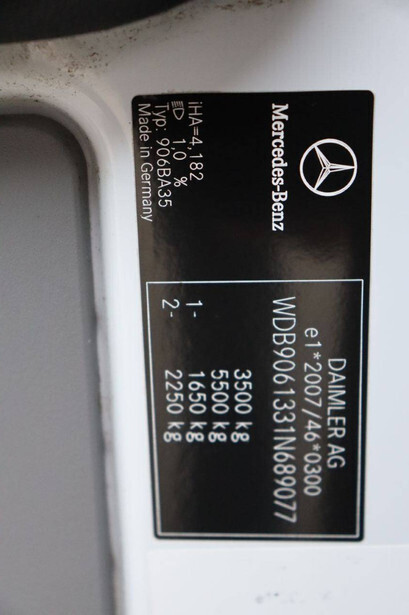 Mercedes-Benz
iHA=4,182
1,0 %
Typ: 906BA35
Made in Germany
DAIMLER AG
e1*2007/46*0300
WDB9061331N689077
3500 kg
5500 kg
1- 1650 kg
2- 2250 kg